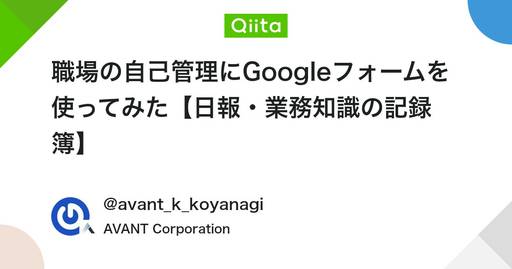 Qiita
職場の自己管理にGoogleフォームを
使ってみた【日報・業務知識の記録
簿】
@avant_k_koyanagi
AVANT Corporation